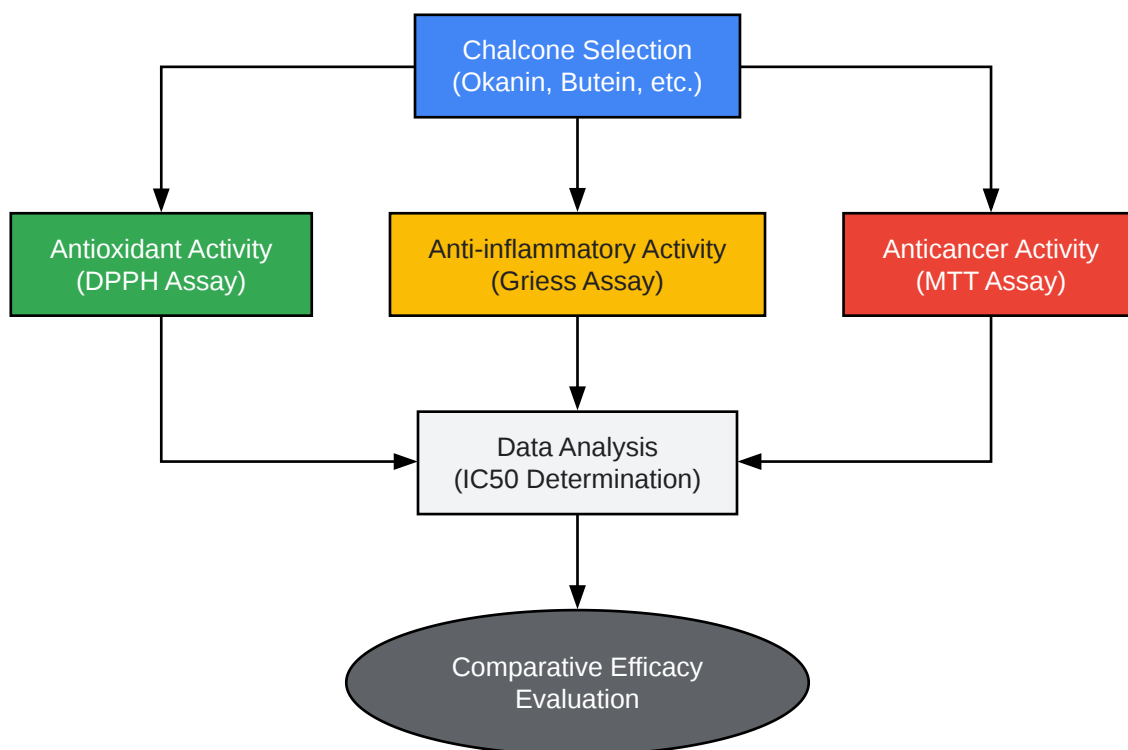 Chalcone Selection
(Okanin, Butein, etc.)
Antioxidant Activity
(DPPH Assay)
Anti-inflammatory Activity
(Griess Assay)
Anticancer Activity
(MTT Assay)
Data Analysis
(IC50 Determination)
Comparative Efficacy
Evaluation